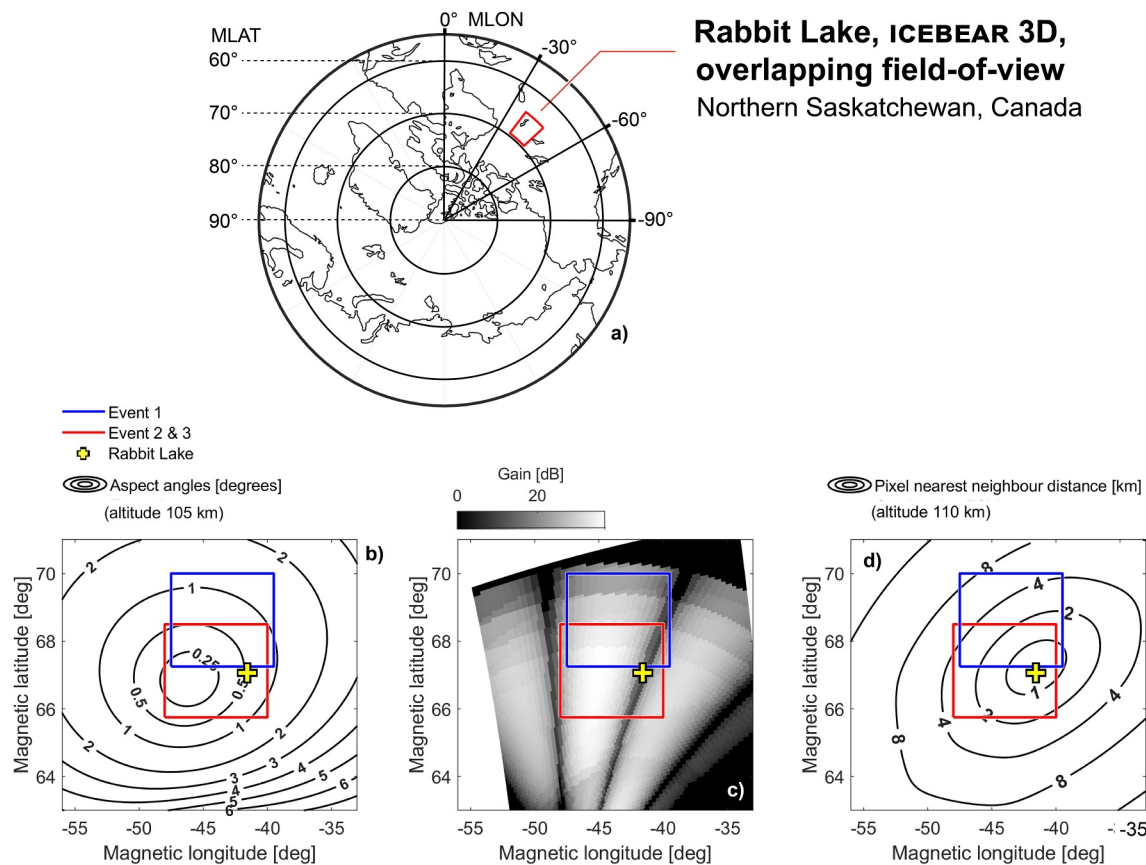 0° MLON
MLAT
-30°
60°
70°
80°
90°
-60°
-90°
a)
Rabbit Lake, ICEBEAR 3D,
overlapping field-of-view
Northern Saskatchewan, Canada
Event 1
Event 2 & 3
Rabbit Lake
Aspect angles [degrees]
(altitude 105 km)
Gain [dB]
0 20
Pixel nearest neighbour distance [km]
(altitude 110 km)
b)
Magnetic latitude [deg]
70
68
66
64
2 2 1 0.25 0.5 0.5 1 1 2 2 3 3 4 4 5 5 6 6
-55 -50 -45 -40 -35
Magnetic longitude [deg]
c)
Magnetic latitude [deg]
70
68
66
64
-55 -50 -45 -40 -35
Magnetic longitude [deg]
d)
Magnetic latitude [deg]
70
68
66
64
8 4 2 1 2 4 4 8 8
-55 -50 -45 -40 -35
Magnetic longitude [deg]